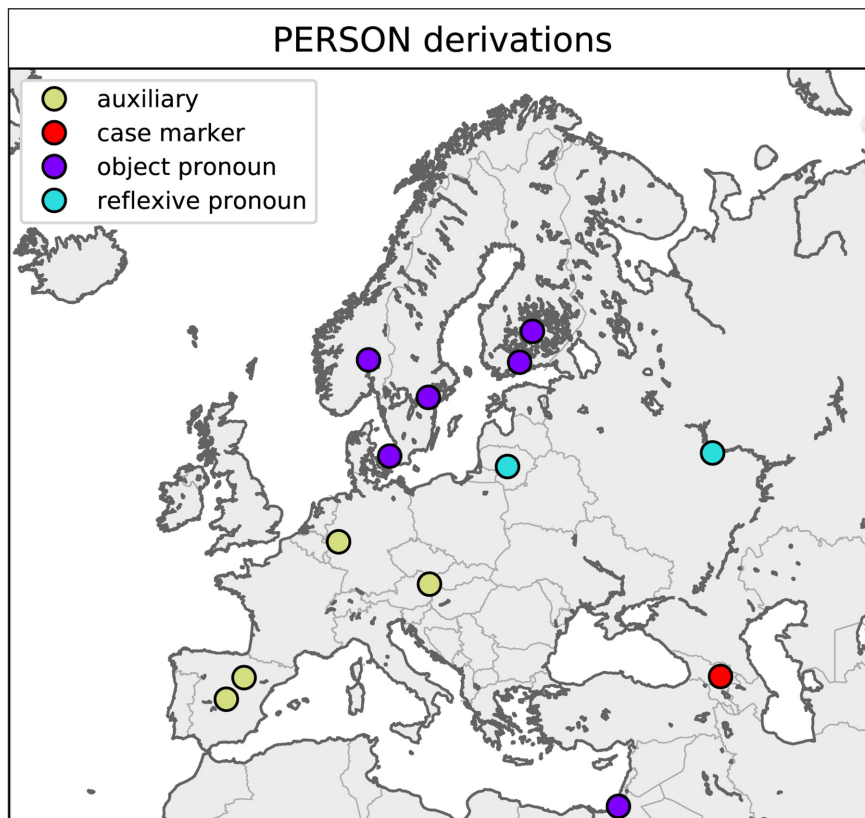 PERSON derivations
auxiliary
case marker
object pronoun
reflexive pronoun